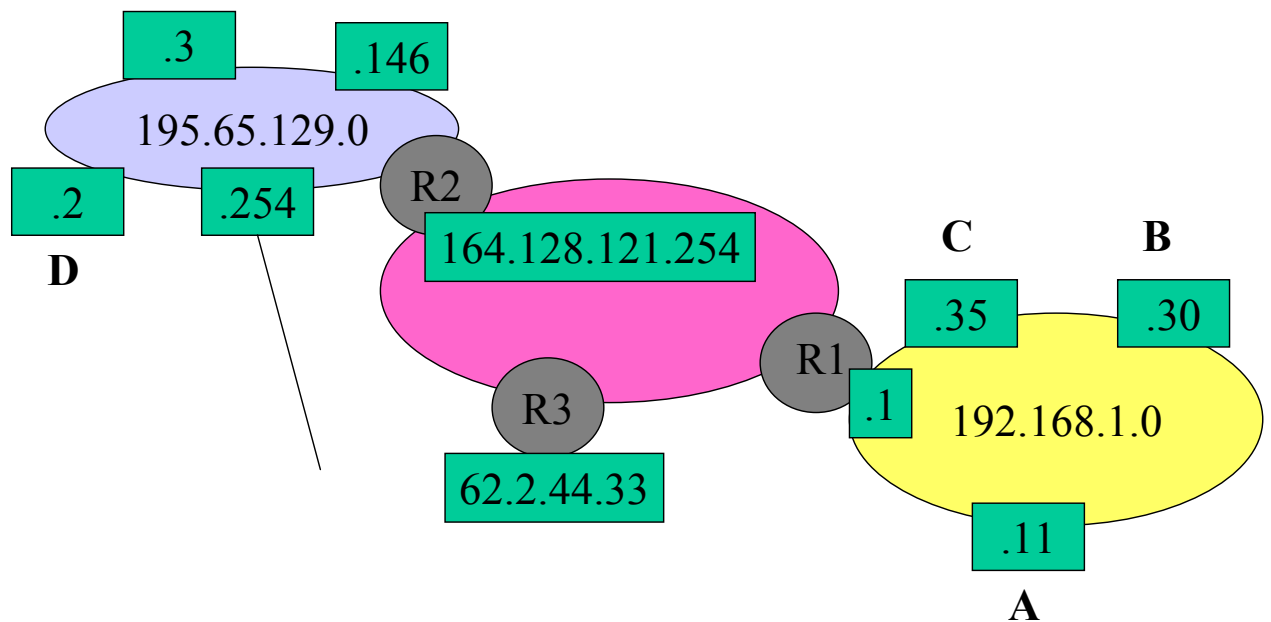 .3
.146
195.65.129.0
R2
.2
.254
164.128.121.254
D
C
B
.35
.30
R1
R3
.1
192.168.1.0
62.2.44.33
.11
A